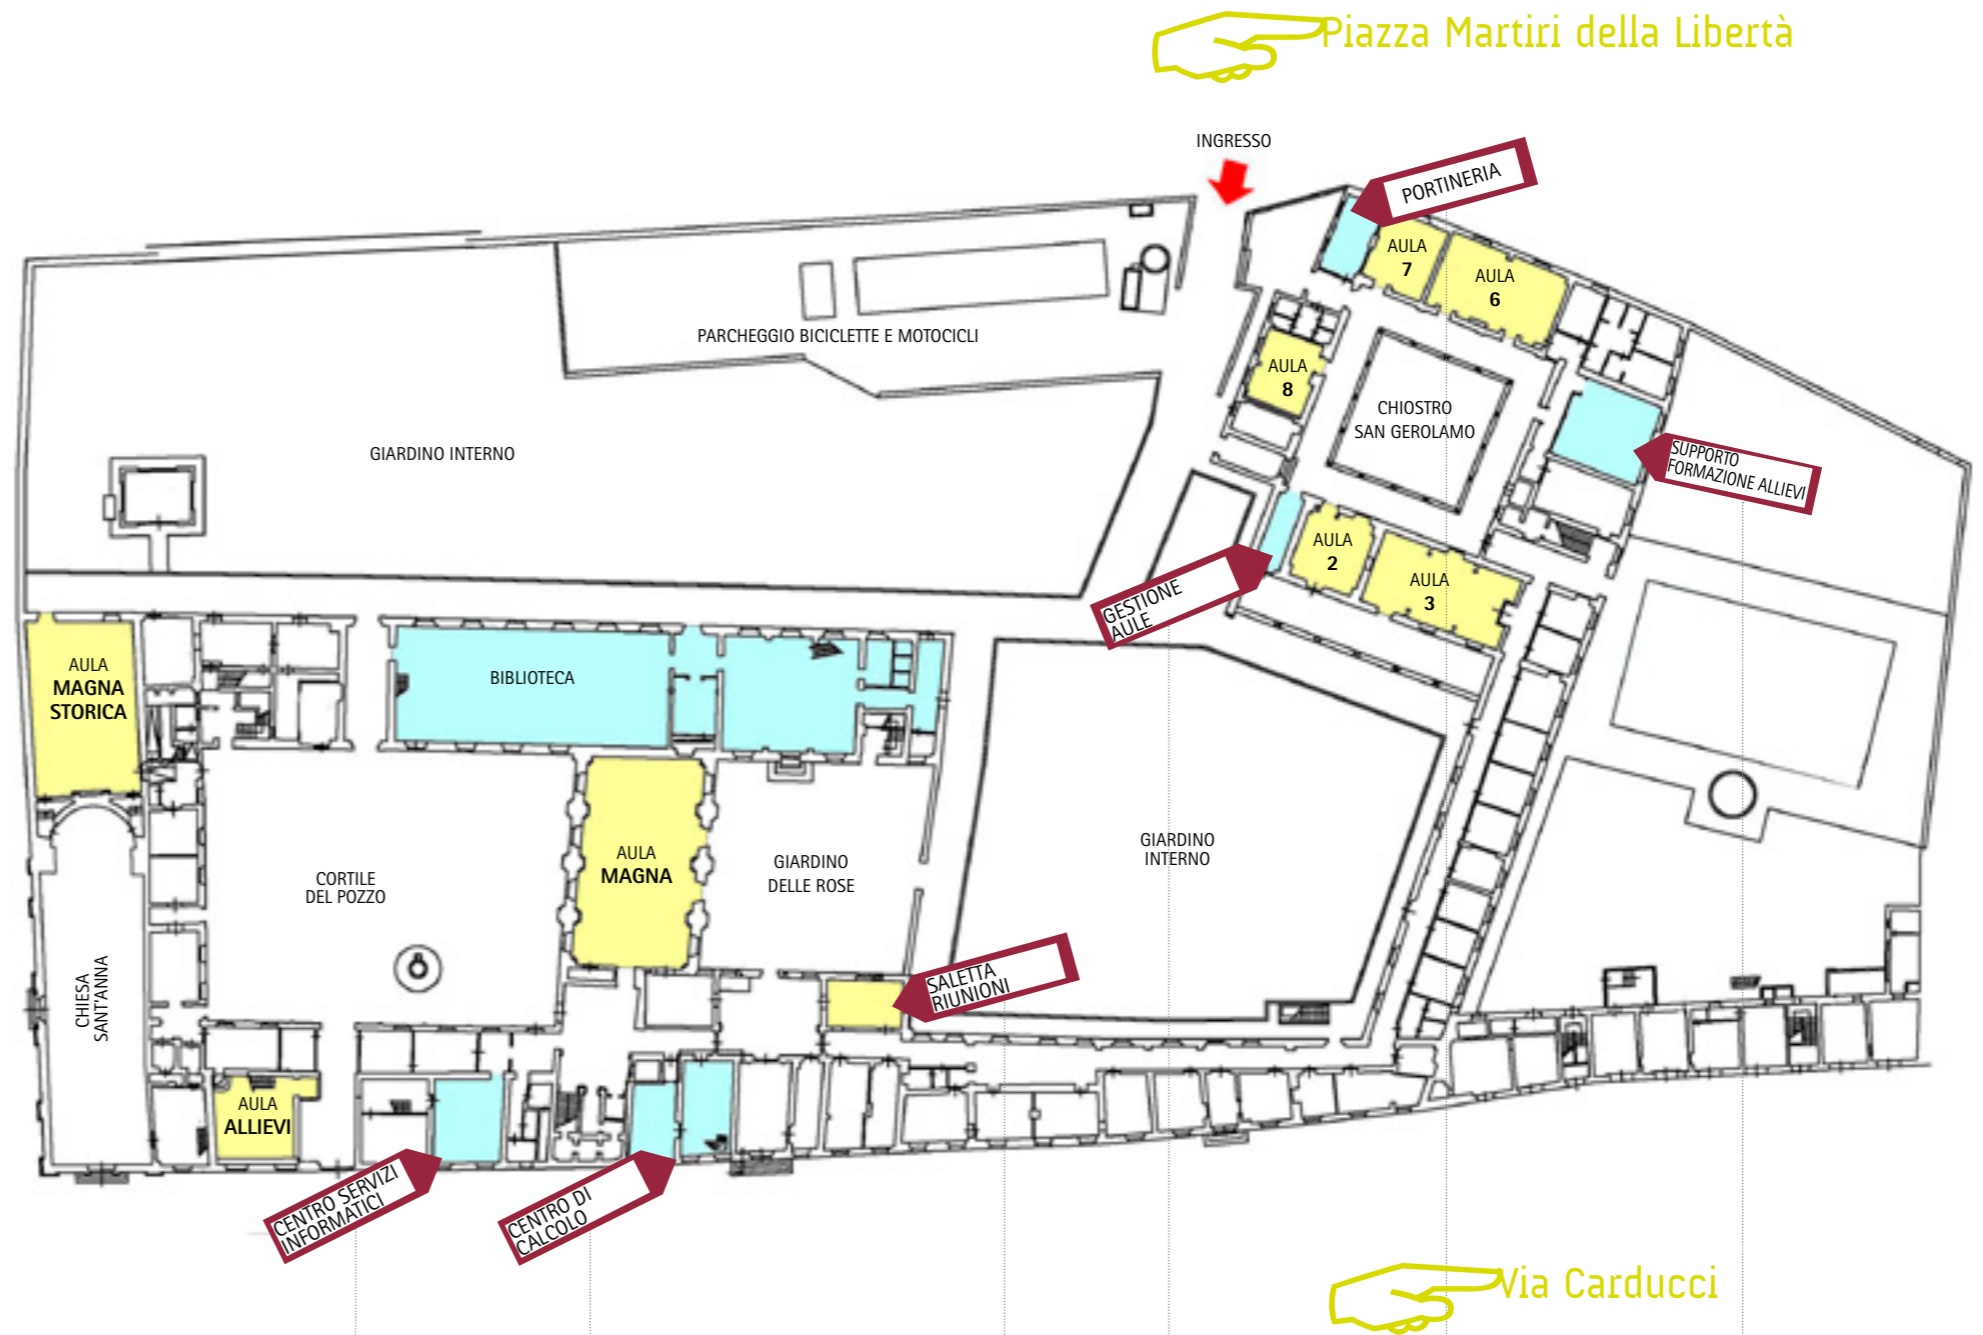 Piazza Martiri della Libertà
INGRESSO
PORTINERIA
AULA
7
AULA
6
PARCHEGGIO BICICLETTE E MOTOCICLI
AULA
8
CHIOSTRO
SAN GEROLAMO
GIARDINO INTERNO
SUPPORTO
FORMAZIONE ALLIEVI
AULA
2
AULA
3
GESTIONE
AULE
AULA
MAGNA
STORICA
BIBLIOTECA
GIARDINO
INTERNO
AULA
MAGNA
GIARDINO
DELLE ROSE
CORTILE
DEL POZZO
CHIESA
SANT'ANNA
SALETTA
RIUNIONI
AULA
ALLIEVI
CENTRO SERVIZI
INFORMATICI
CENTRO DI
CALCOLO
Via Carducci